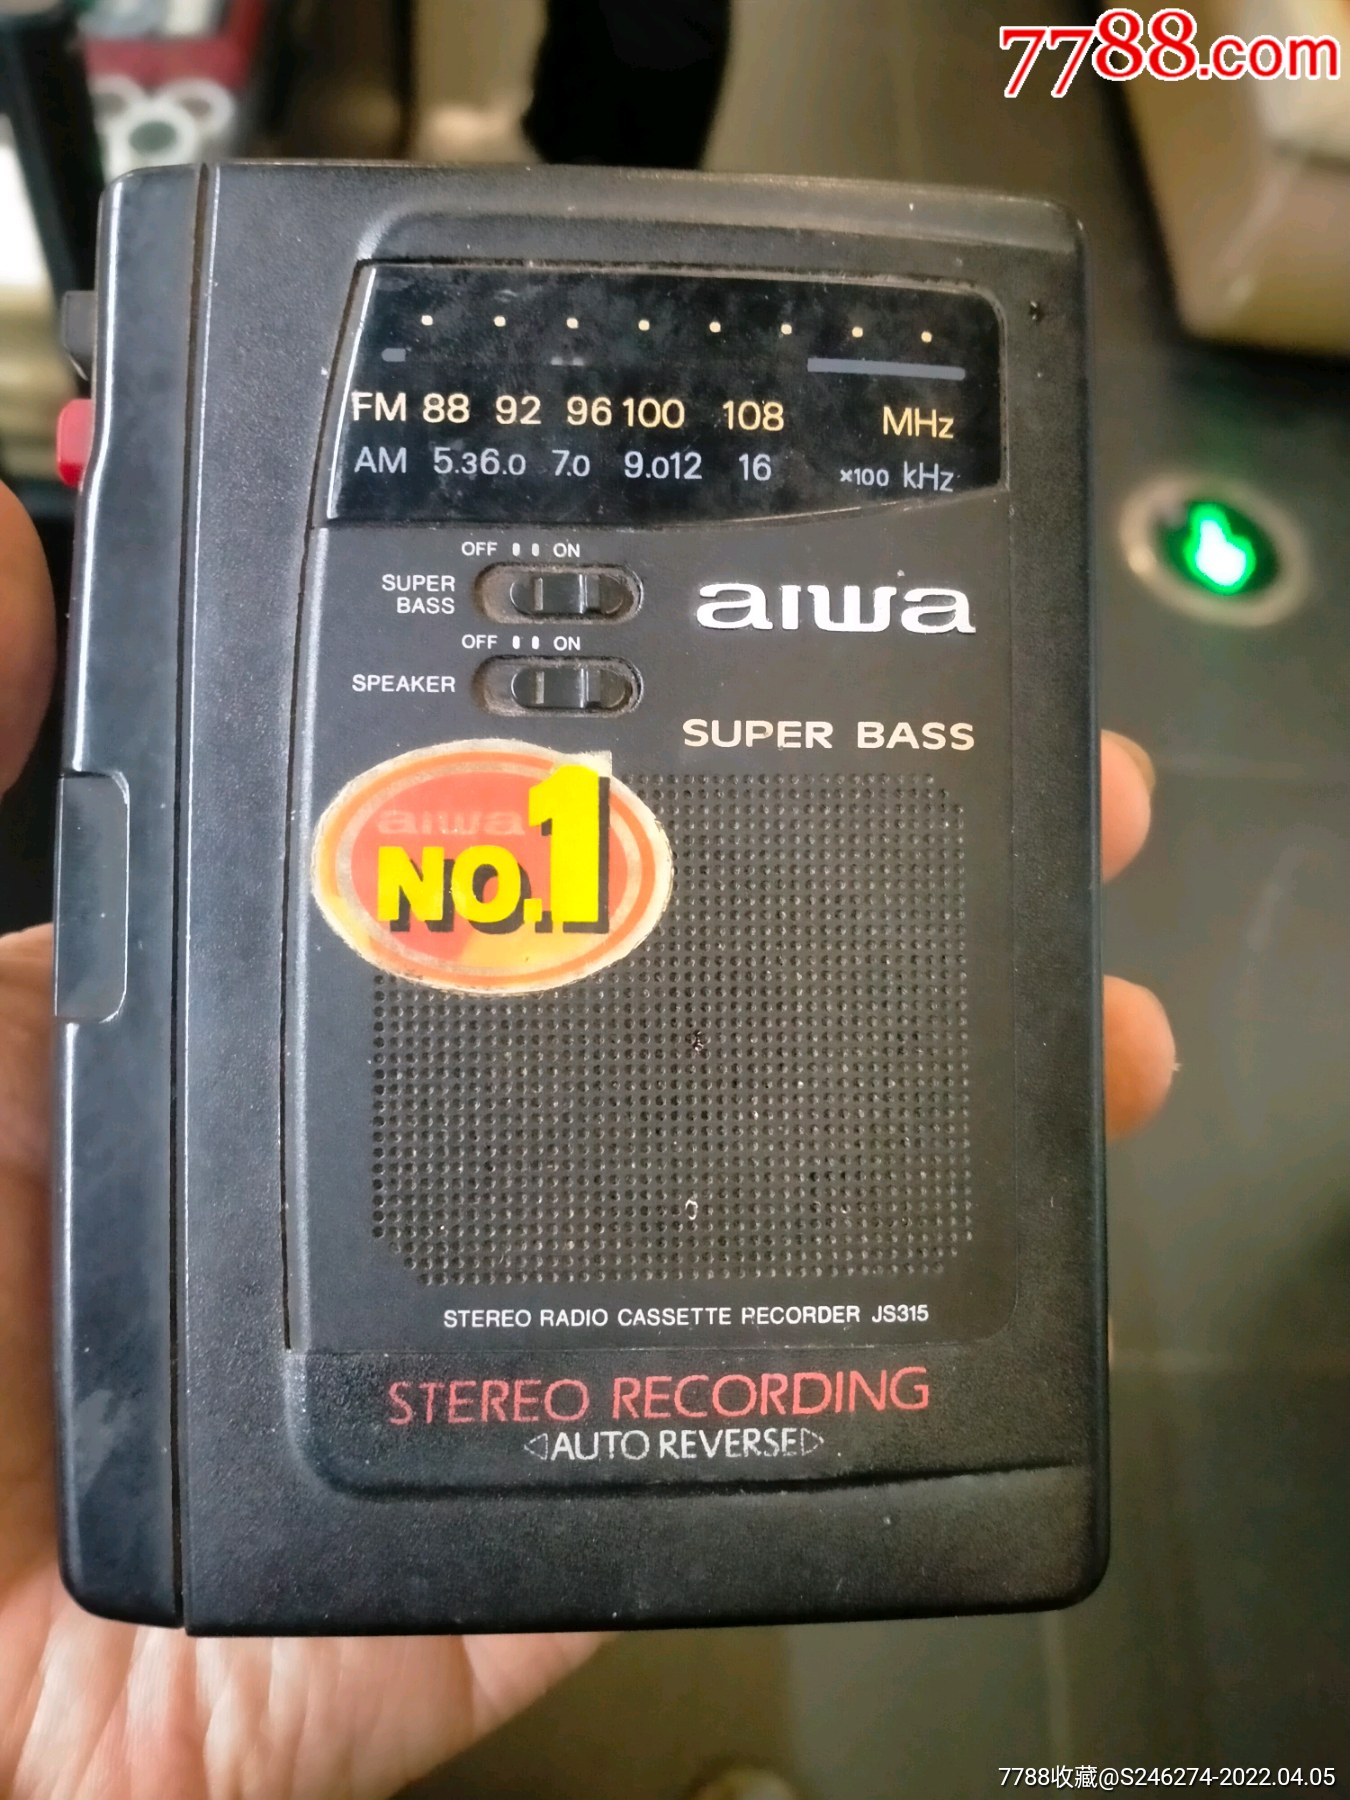 7788.com
FM 88 92 96 100 108 MHz
AM 5.3 6.0 7.0 9.0 12 16 x100 kHz
OFF ON
SUPER
BASS
OFF ON
SPEAKER
aiwa
SUPER BASS
aiwa
NO.1
STEREO RADIO CASSETTE RECORDER JS315
STEREO RECORDING
◁AUTO REVERSE▷
7788收藏@S246274-2022.04.05